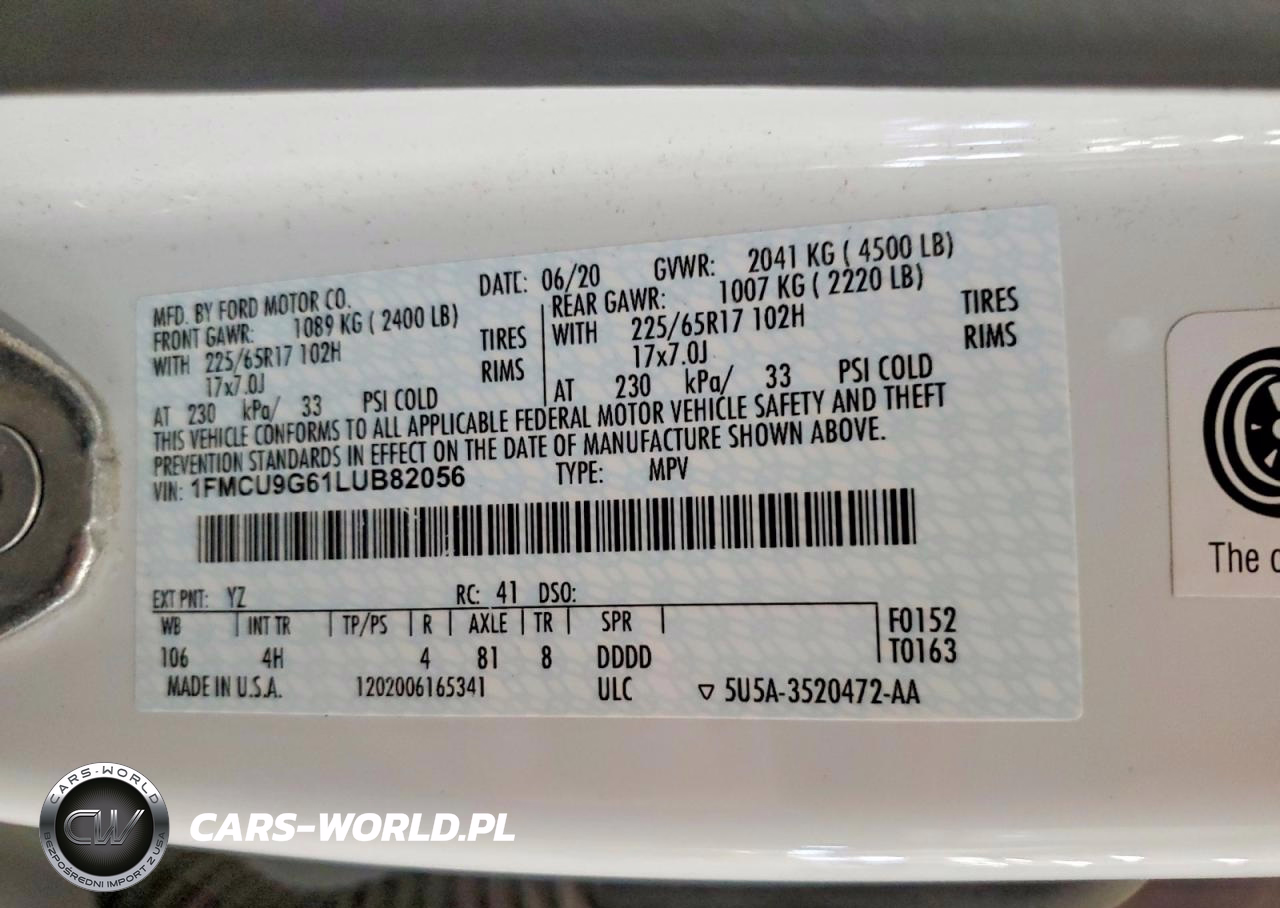 MFD. BY FORD MOTOR CO. DATE: 06/20 GVWR: 2041 KG ( 4500 LB)
FRONT GAWR: 1089 KG ( 2400 LB) REAR GAWR: 1007 KG ( 2220 LB)
WITH 225/65R17 102H TIRES WITH 225/65R17 102H TIRES
17x7.0J RIMS 17x7.0J RIMS
AT 230 kPa/ 33 PSI COLD AT 230 kPa/ 33 PSI COLD
THIS VEHICLE CONFORMS TO ALL APPLICABLE FEDERAL MOTOR VEHICLE SAFETY AND THEFT
PREVENTION STANDARDS IN EFFECT ON THE DATE OF MANUFACTURE SHOWN ABOVE.
VIN: 1FMCU9G61LUB82056 TYPE: MPV
EXT PNT: YZ RC: 41 DSO:
WB INT TR TP/PS R AXLE TR SPR F0152
106 4H 4 81 8 DDDD T0163
MADE IN U.S.A. 1202006165341 ULC ▽ 5U5A-3520472-AA
The
CARS-WORLD
CW
BEZPOŚREDNI IMPORT Z USA
CARS-WORLD.PL